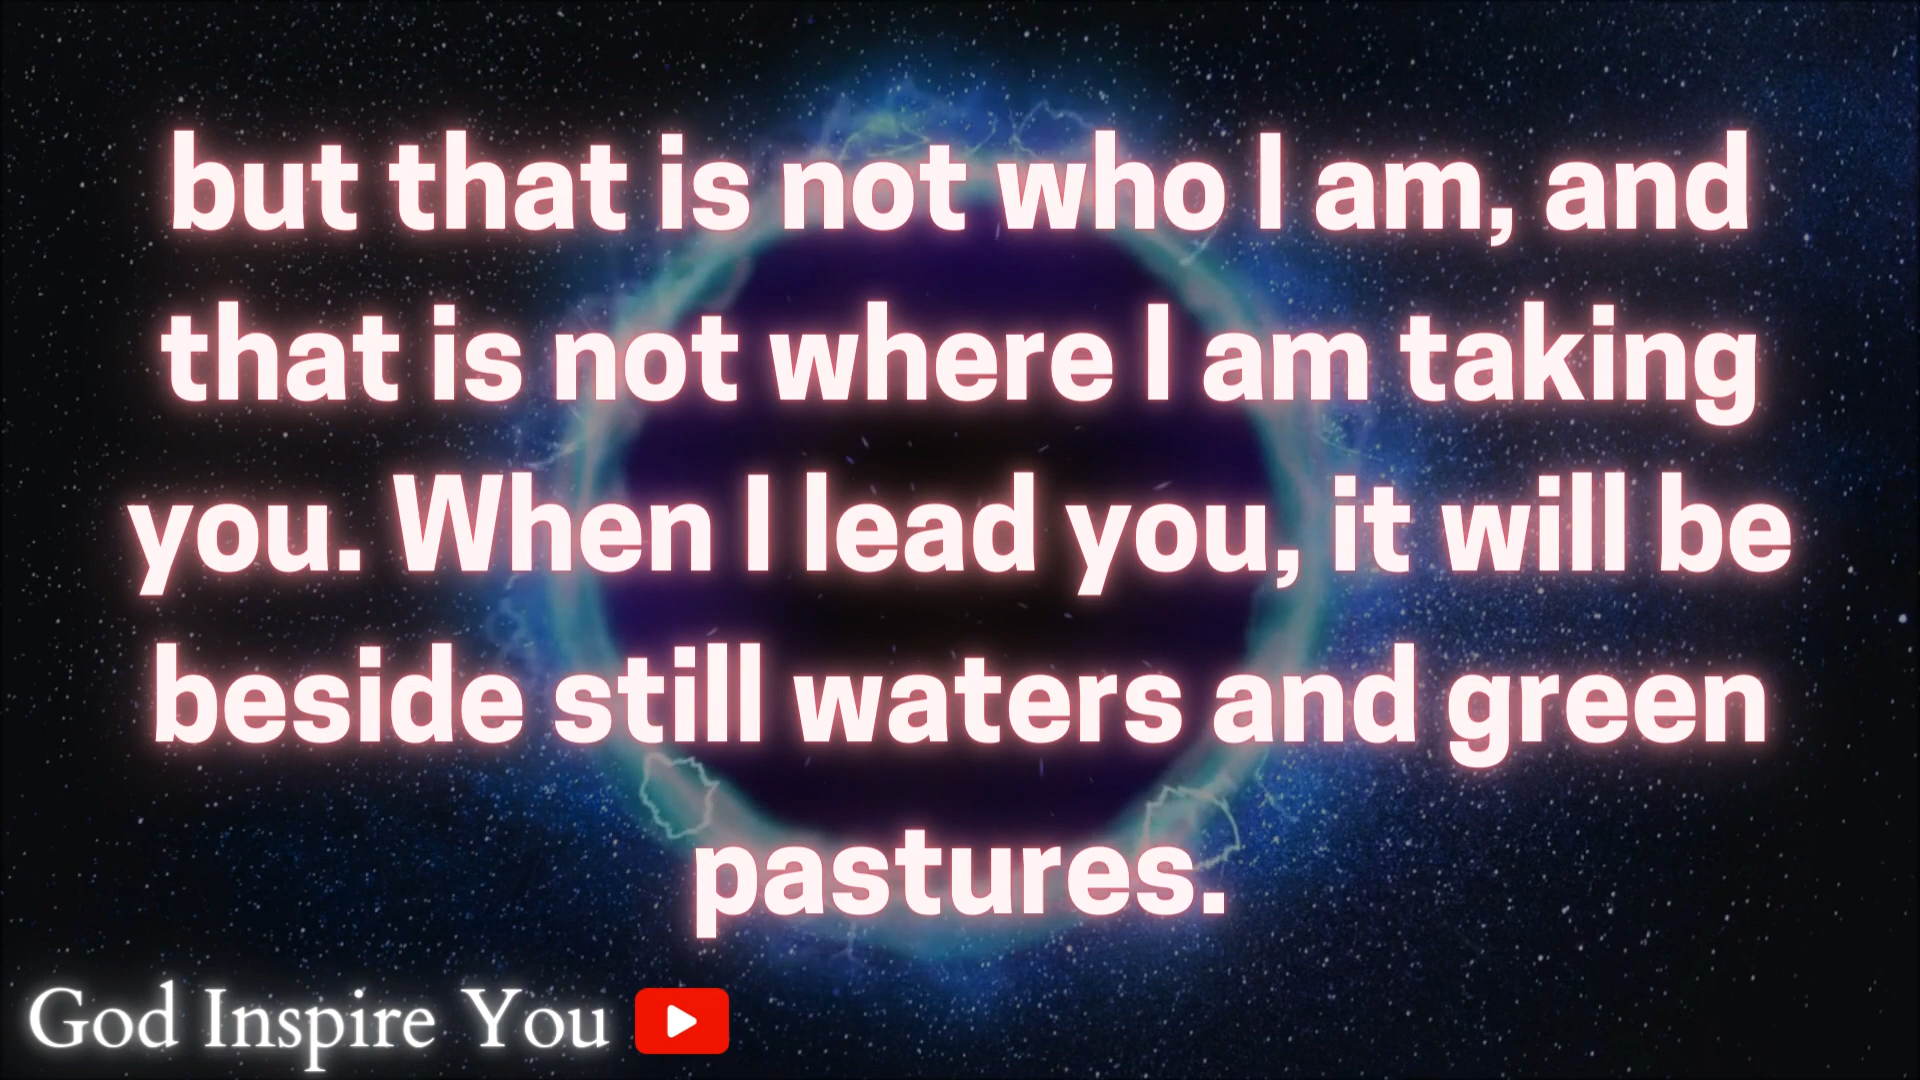 but that is not who I am, and
that is not where I am taking
you. When I lead you, it will be
beside still waters and green
pastures.
God Inspire You